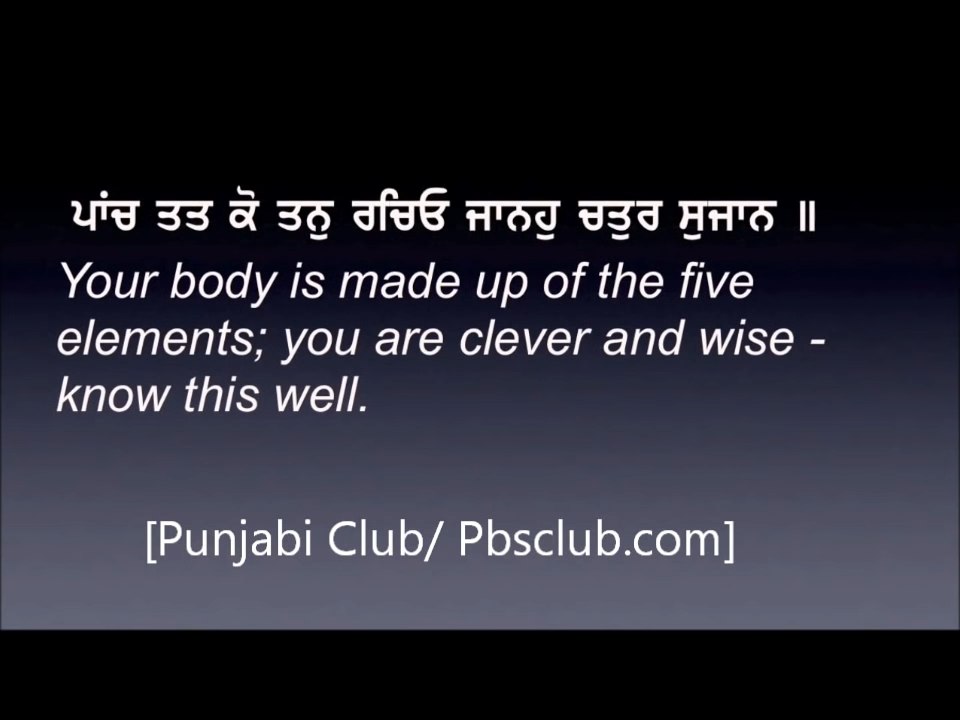 ਪਾਂਚ ਤਤ ਕੋ ਤਨੁ ਰਚਿਓ ਜਾਨਹੁ ਚਤੁਰ ਸੁਜਾਨ ॥
Your body is made up of the five
elements; you are clever and wise -
know this well.
[Punjabi Club/ Pbsclub.com]